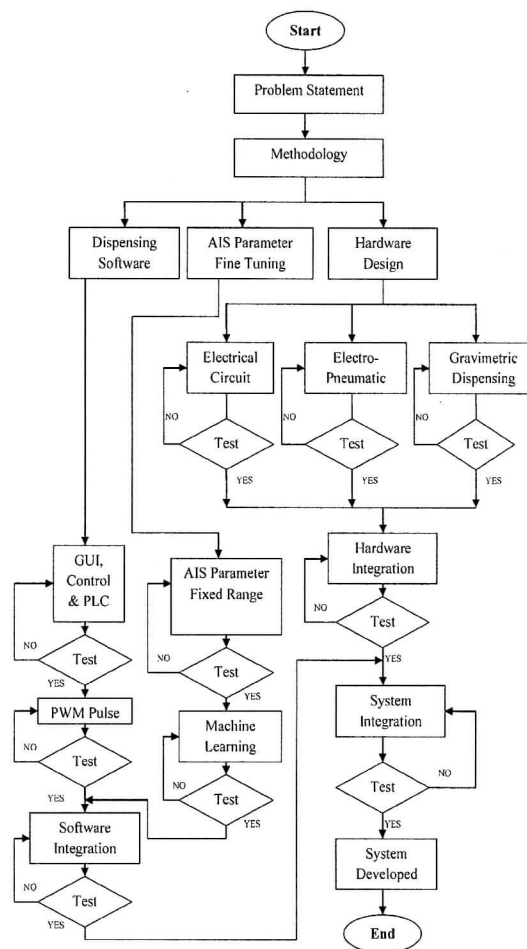 Start
Problem Statement
Methodology
Dispensing
Software
AIS Parameter
Fine Tuning
Hardware
Design
Electrical
Circuit
Electro-
Pneumatic
Gravimetric
Dispensing
NO
Test
YES
NO
Test
YES
NO
Test
YES
GUI,
Control
& PLC
AIS Parameter
Fixed Range
Hardware
Integration
NO
Test
YES
NO
Test
YES
NO
Test
YES
PWM Pulse
Machine
Learning
System
Integration
NO
Test
YES
NO
Test
YES
NO
Test
YES
Software
Integration
System
Developed
NO
Test
YES
End